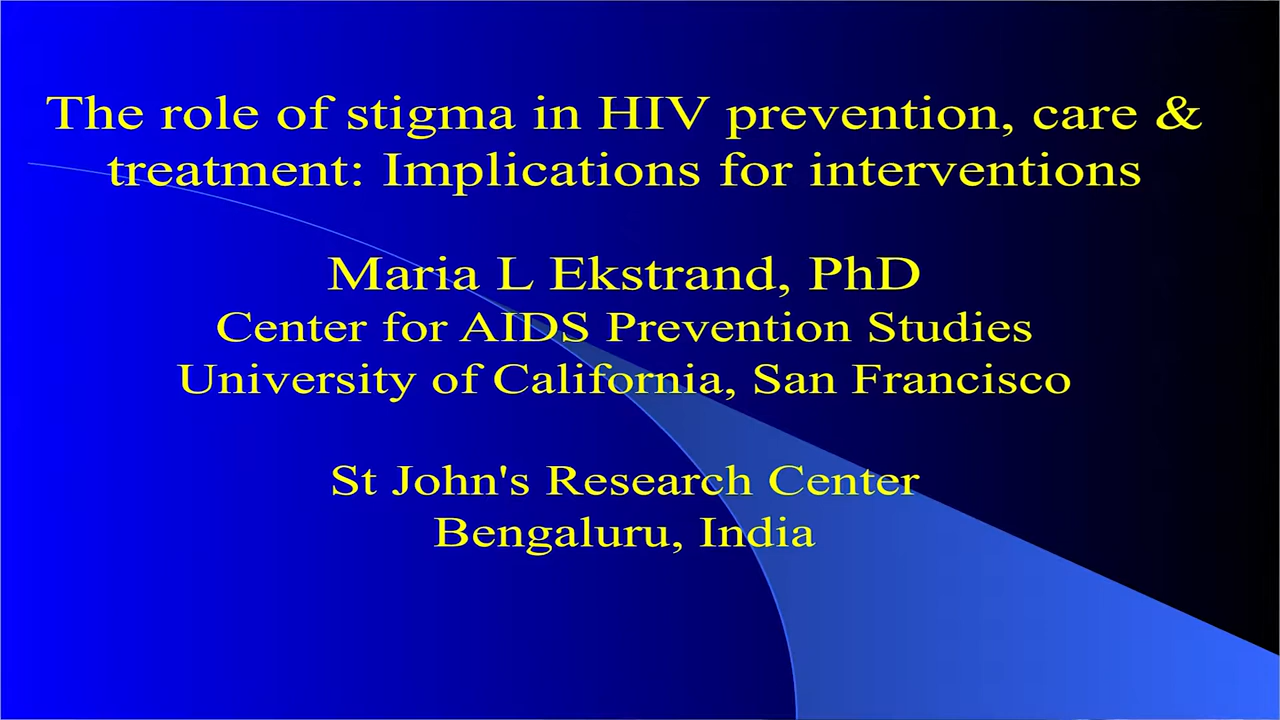 The role of stigma in HIV prevention, care &
treatment: Implications for interventions
Maria L Ekstrand, PhD
Center for AIDS Prevention Studies
University of California, San Francisco
St John's Research Center
Bengaluru, India